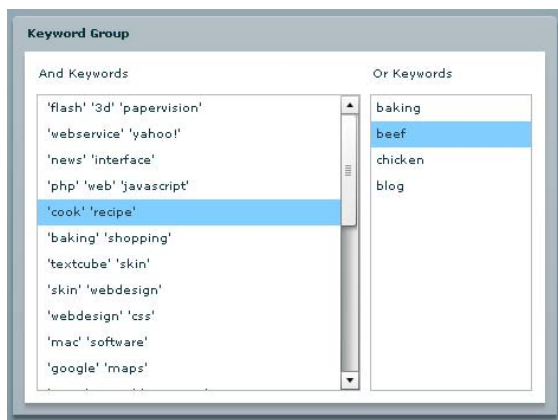 Keyword Group
And Keywords
Or Keywords
'flash' '3d' 'papervision'
'webservice' 'yahoo!'
'news' 'interface'
'php' 'web' 'javascript'
'cook' 'recipe'
'baking' 'shopping'
'textcube' 'skin'
'skin' 'webdesign'
'webdesign' 'css'
'mac' 'software'
'google' 'maps'
baking
beef
chicken
blog